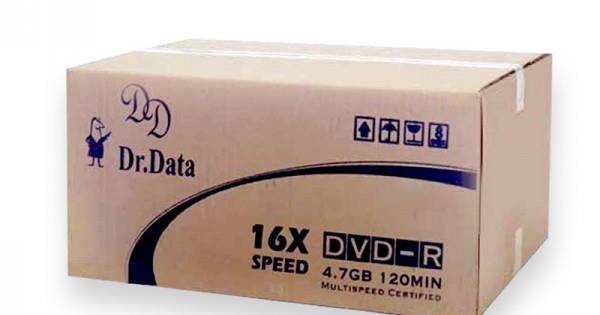 DD
Dr.Data
16X
SPEED
DVD-R
4.7GB 120MIN
MULTISPEED CERTIFIED